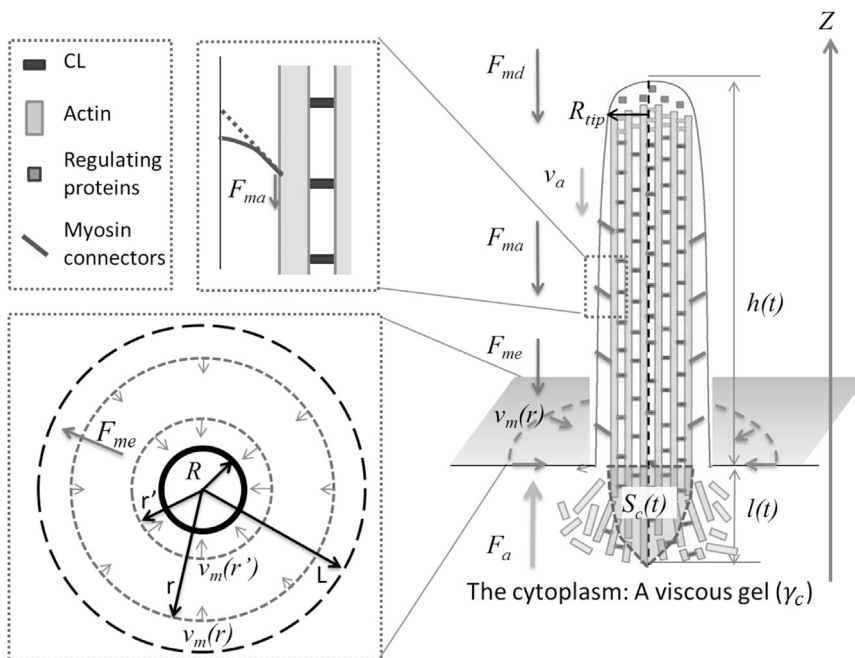 CL
Actin
Regulating
proteins
Myosin
connectors
F_ma
F_md
R_tip
v_a
F_ma
F_me
v_m(r)
Z
h(t)
S_c(t)
l(t)
F_a
The cytoplasm: A viscous gel (γ_c)
F_me
R
r'
r
L
v_m(r')
v_m(r)